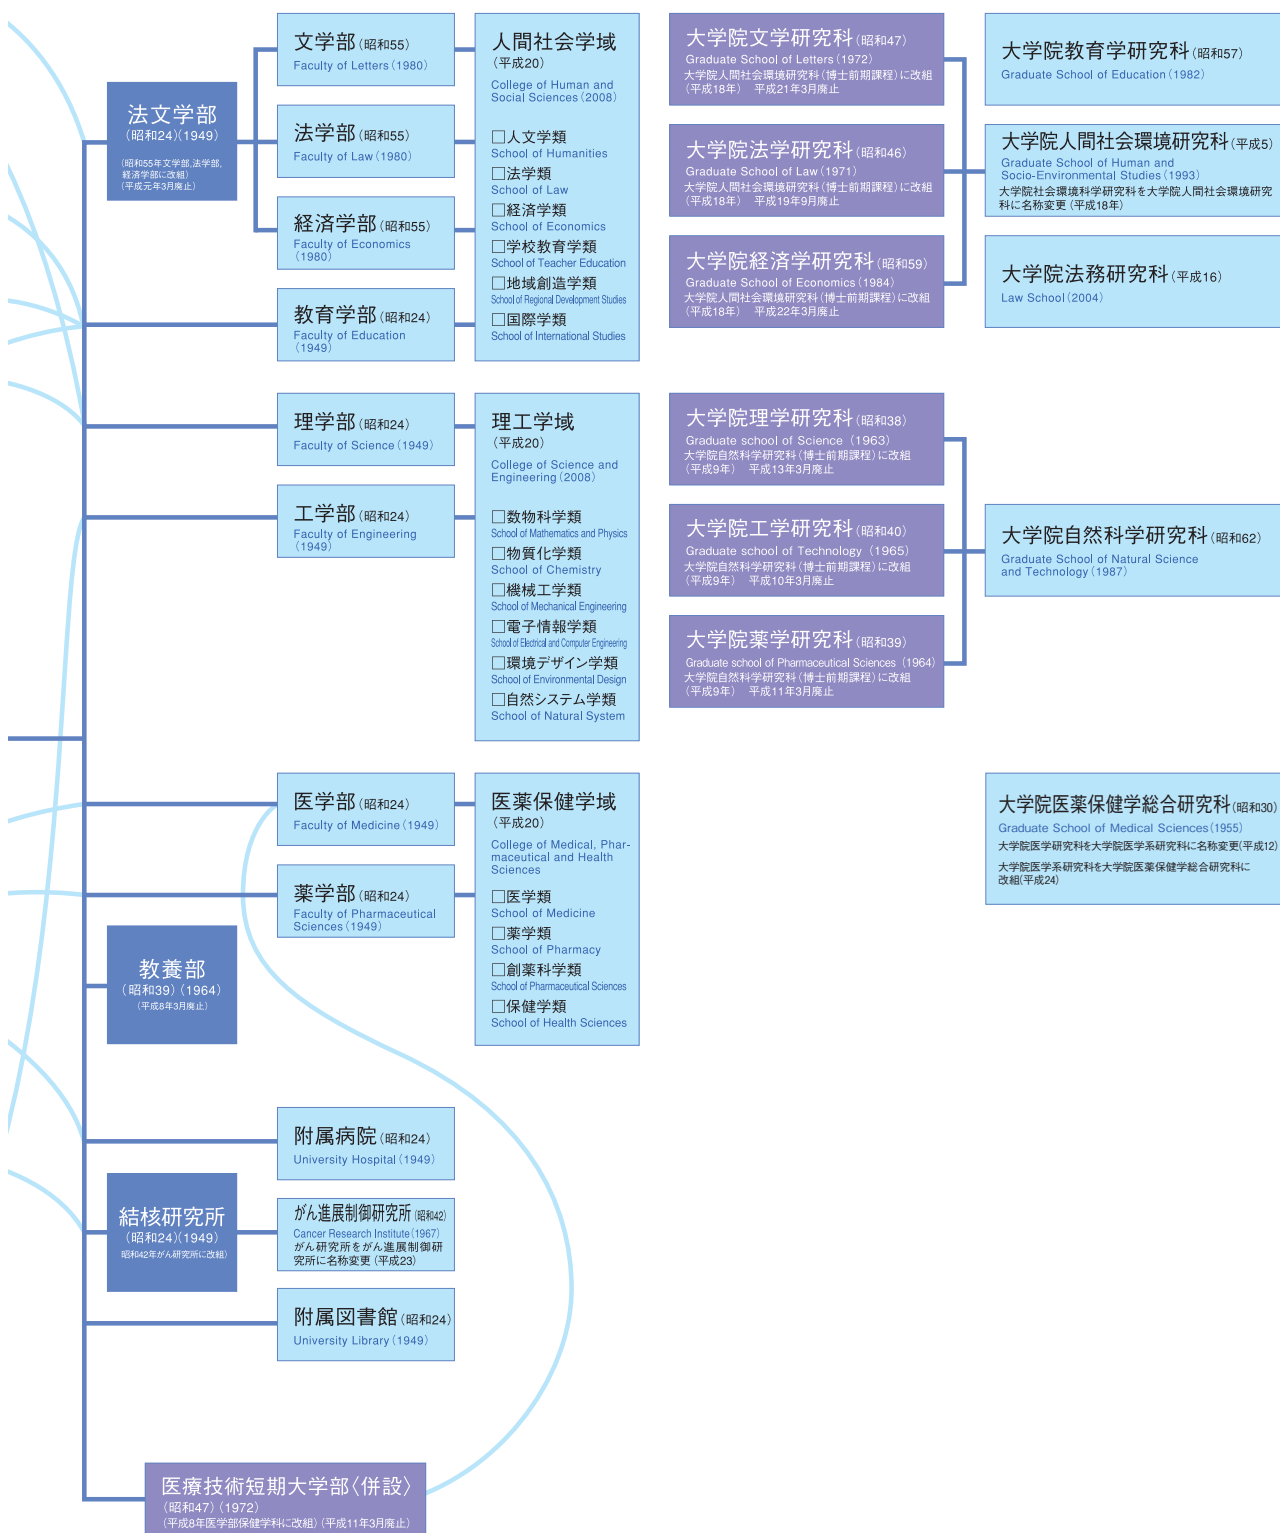 法文学部
(昭和24)(1949)
(昭和55年文学部,法学部,
経済学部に改組)
(平成元年3月廃止)
文学部(昭和55)
Faculty of Letters(1980)
法学部(昭和55)
Faculty of Law(1980)
経済学部(昭和55)
Faculty of Economics
(1980)
教育学部(昭和24)
Faculty of Education
(1949)
人間社会学域
(平成20)
College of Human and
Social Sciences(2008)
□人文学類
School of Humanities
□法学類
School of Law
□経済学類
School of Economics
□学校教育学類
School of Teacher Education
□地域創造学類
School of Regional Development Studies
□国際学類
School of International Studies
大学院文学研究科(昭和47)
Graduate School of Letters(1972)
大学院人間社会環境研究科(博士前期課程)に改組
(平成18年) 平成21年3月廃止
大学院法学研究科(昭和46)
Graduate School of Law(1971)
大学院人間社会環境研究科(博士前期課程)に改組
(平成18年) 平成19年9月廃止
大学院経済学研究科(昭和59)
Graduate School of Economics(1984)
大学院人間社会環境研究科(博士前期課程)に改組
(平成18年) 平成22年3月廃止
大学院教育学研究科(昭和57)
Graduate School of Education(1982)
大学院人間社会環境研究科(平成5)
Graduate School of Human and
Socio-Environmental Studies(1993)
大学院社会環境科学研究科を大学院人間社会環境研究
科に名称変更(平成18年)
大学院法務研究科(平成16)
Law School(2004)
理学部(昭和24)
Faculty of Science(1949)
工学部(昭和24)
Faculty of Engineering
(1949)
理工学域
(平成20)
College of Science and
Engineering(2008)
□数物科学類
School of Mathematics and Physics
□物質化学類
School of Chemistry
□機械工学類
School of Mechanical Engineering
□電子情報学類
School of Electrical and Computer Engineering
□環境デザイン学類
School of Environmental Design
□自然システム学類
School of Natural System
大学院理学研究科(昭和38)
Graduate school of Science (1963)
大学院自然科学研究科(博士前期課程)に改組
(平成9年) 平成13年3月廃止
大学院工学研究科(昭和40)
Graduate school of Technology (1965)
大学院自然科学研究科(博士前期課程)に改組
(平成9年) 平成10年3月廃止
大学院薬学研究科(昭和39)
Graduate school of Pharmaceutical Sciences (1964)
大学院自然科学研究科(博士前期課程)に改組
(平成9年) 平成11年3月廃止
大学院自然科学研究科(昭和62)
Graduate School of Natural Science
and Technology(1987)
医学部(昭和24)
Faculty of Medicine(1949)
薬学部(昭和24)
Faculty of Pharmaceutical
Sciences(1949)
医薬保健学域
(平成20)
College of Medical, Phar-
maceutical and Health
Sciences
□医学類
School of Medicine
□薬学類
School of Pharmacy
□創薬科学類
School of Pharmaceutical Sciences
□保健学類
School of Health Sciences
大学院医薬保健学総合研究科(昭和30)
Graduate School of Medical Sciences(1955)
大学院医学研究科を大学院医学系研究科に名称変更(平成12)
大学院医学系研究科を大学院医薬保健学総合研究科に
改組(平成24)
教養部
(昭和39)(1964)
(平成8年3月廃止)
附属病院(昭和24)
University Hospital(1949)
結核研究所
(昭和24)(1949)
昭和42年がん研究所に改組)
がん進展制御研究所(昭和42)
Cancer Research Institute(1967)
がん研究所をがん進展制御研
究所に名称変更(平成23)
附属図書館(昭和24)
University Library(1949)
医療技術短期大学部〈併設〉
(昭和47)(1972)
(平成8年医学部保健学科に改組)(平成11年3月廃止)